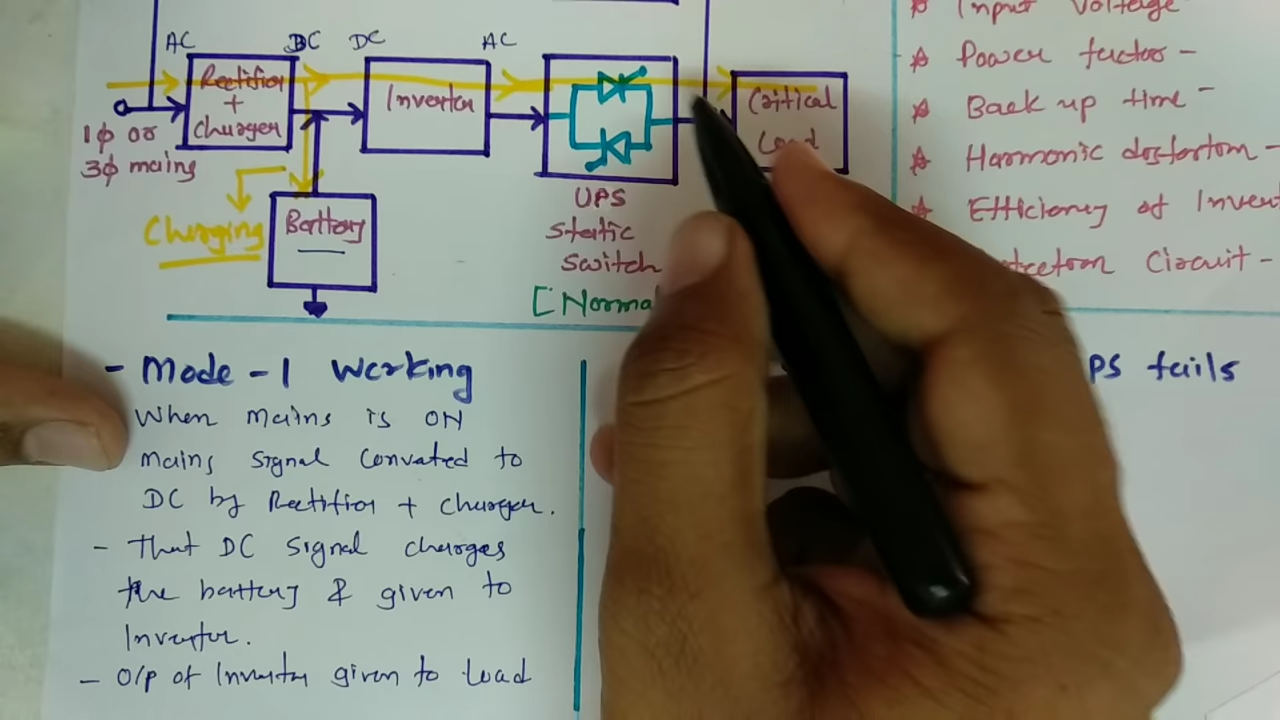 AC DC DC AC
Rectifier
+
Charger
Inverter
Critical
Load
1φ or
3φ mains
Charging
Battery
UPS
Static
Switch
[Normal
* Input Voltage
* Power factor -
* Back up time -
* Harmonic distortion -
* Efficiency of Invert
Circuit -
- Mode - 1 Working
When mains is ON
mains signal converted to
DC by Rectifier + charger.
- That DC signal charges
the battery & given to
Inverter.
- O/p of Inverter given to load
PS fails